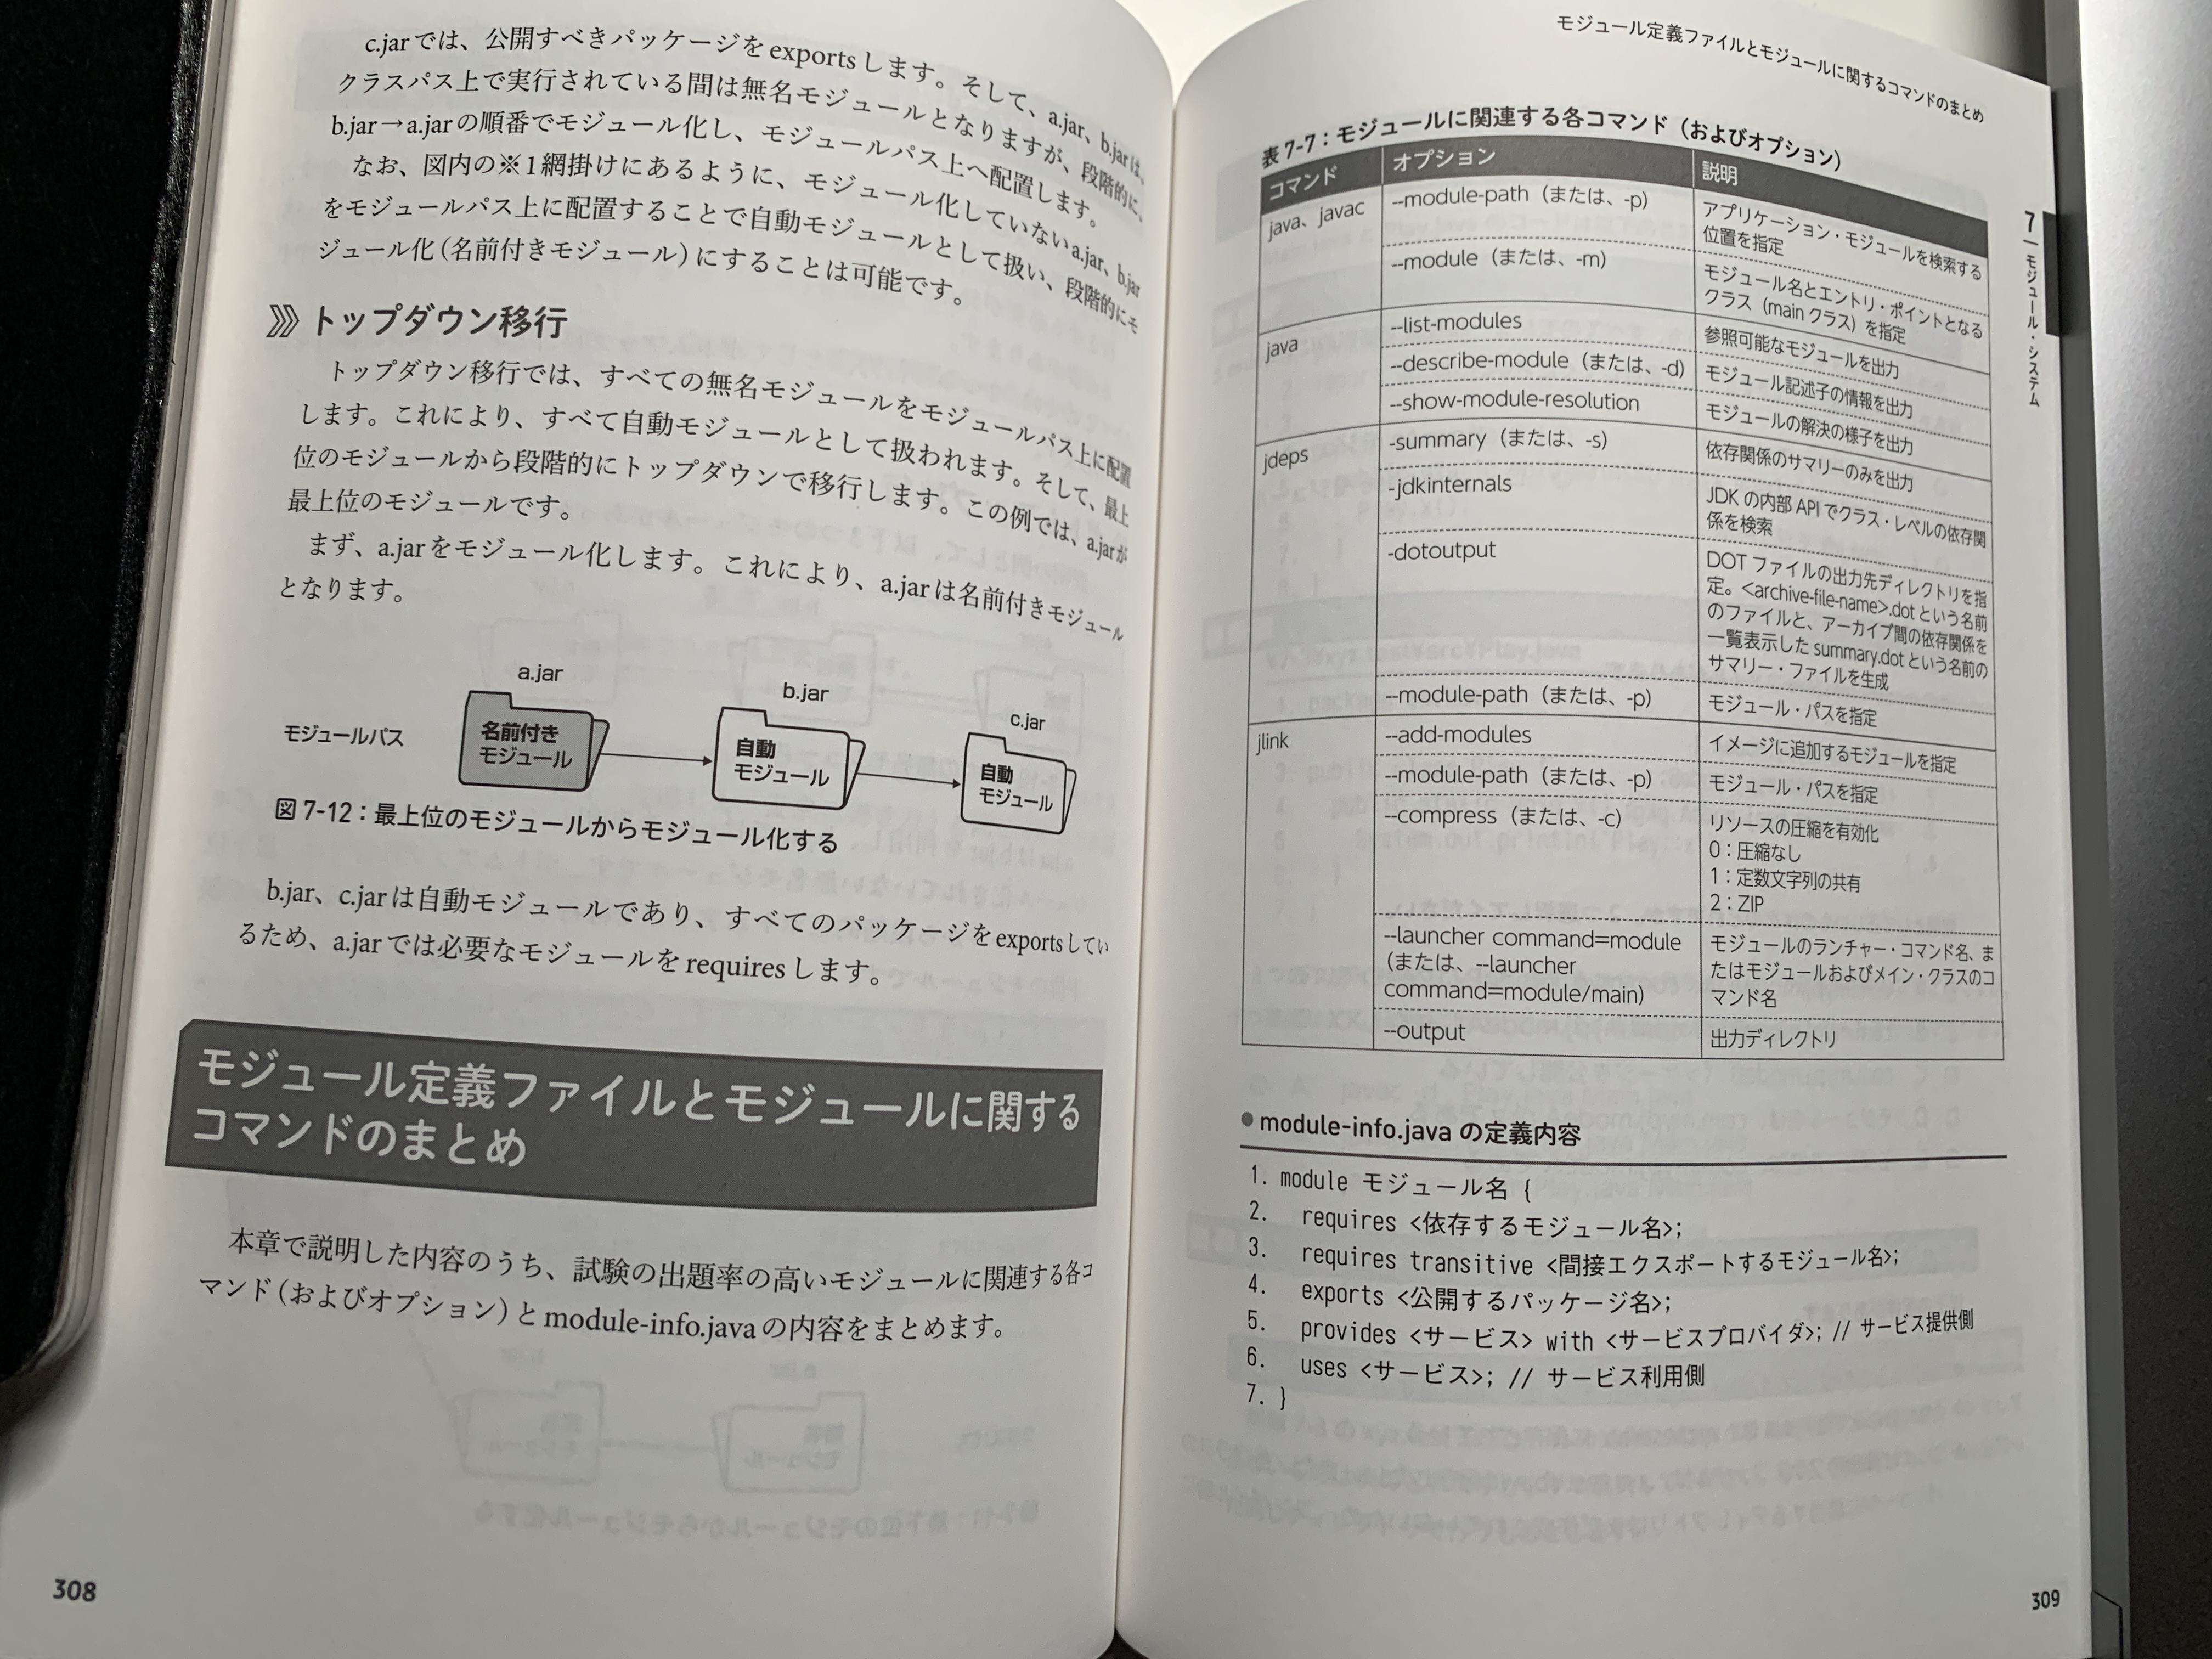 c.jarでは、公開すべきパッケージをexportsします。そして、a.jar、b.jarは、
クラスパス上で実行されている間は無名モジュールとなりますが、段階的に、
b.jar→a.jarの順番でモジュール化し、モジュールパス上へ配置します。
なお、図内の※1網掛けにあるように、モジュール化していないa.jar、b.jar
をモジュールパス上に配置することで自動モジュールとして扱い、段階的にモ
ジュール化（名前付きモジュール）にすることは可能です。
トップダウン移行
トップダウン移行では、すべての無名モジュールをモジュールパス上に配置
します。これにより、すべて自動モジュールとして扱われます。そして、最上
位のモジュールから段階的にトップダウンで移行します。この例では、a.jarが
最上位のモジュールです。
まず、a.jarをモジュール化します。これにより、a.jarは名前付きモジュール
となります。
a.jar
b.jar
c.jar
モジュールパス
名前付き
モジュール
自動
モジュール
自動
モジュール
図7-12：最上位のモジュールからモジュール化する
b.jar、c.jarは自動モジュールであり、すべてのパッケージをexportsしてい
るため、a.jarでは必要なモジュールをrequiresします。
モジュール定義ファイルとモジュールに関する
コマンドのまとめ
本章で説明した内容のうち、試験の出題率の高いモジュールに関連する各コ
マンド（およびオプション）とmodule-info.javaの内容をまとめます。
308
モジュール定義ファイルとモジュールに関するコマンドのまとめ
7 モジュール・システム
表7-7：モジュールに関連する各コマンド（およびオプション）
コマンド オプション 説明
java、javac --module-path（または、-p） アプリケーション・モジュールを検索する
位置を指定
--module（または、-m） モジュール名とエントリ・ポイントとなる
クラス（mainクラス）を指定
java --list-modules 参照可能なモジュールを出力
--describe-module（または、-d） モジュール記述子の情報を出力
--show-module-resolution モジュールの解決の様子を出力
jdeps -summary（または、-s） 依存関係のサマリーのみを出力
-jdkinternals JDKの内部APIでクラス・レベルの依存関
係を検索
-dotoutput DOTファイルの出力先ディレクトリを指
定。<archive-file-name>.dotという名前
のファイルと、アーカイブ間の依存関係を
一覧表示したsummary.dotという名前の
サマリー・ファイルを生成
--module-path（または、-p） モジュール・パスを指定
jlink --add-modules イメージに追加するモジュールを指定
--module-path（または、-p） モジュール・パスを指定
--compress（または、-c） リソースの圧縮を有効化
0：圧縮なし
1：定数文字列の共有
2：ZIP
--launcher command=module モジュールのランチャー・コマンド名、ま
（または、--launcher たはモジュールおよびメイン・クラスのコ
command=module/main） マンド名
--output 出力ディレクトリ
●module-info.javaの定義内容
1. module モジュール名 {
2. requires <依存するモジュール名>;
3. requires transitive <間接エクスポートするモジュール名>;
4. exports <公開するパッケージ名>;
5. provides <サービス> with <サービスプロバイダ>; // サービス提供側
6. uses <サービス>; // サービス利用側
7. }
309